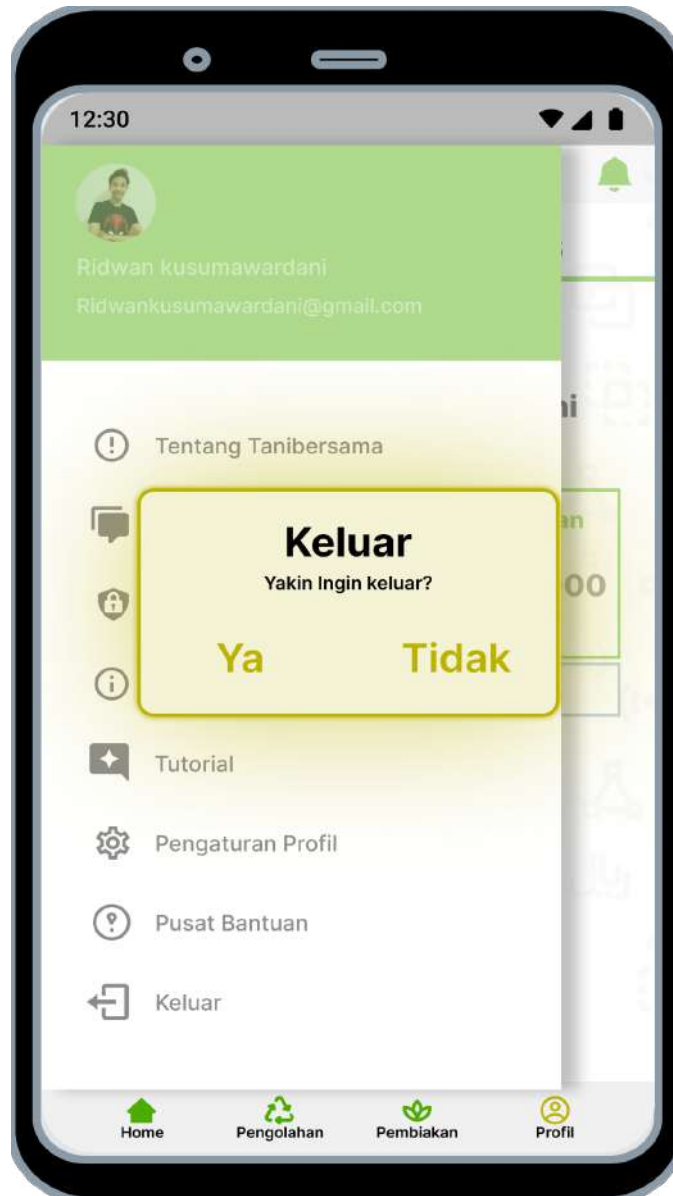 12:30
Ridwan kusumawardani
Ridwankusumawardani@gmail.com
Tentang Tanibersama
Keluar
Yakin Ingin keluar?
Ya Tidak
00
Tutorial
Pengaturan Profil
Pusat Bantuan
Keluar
Home Pengolahan Pembiakan Profil